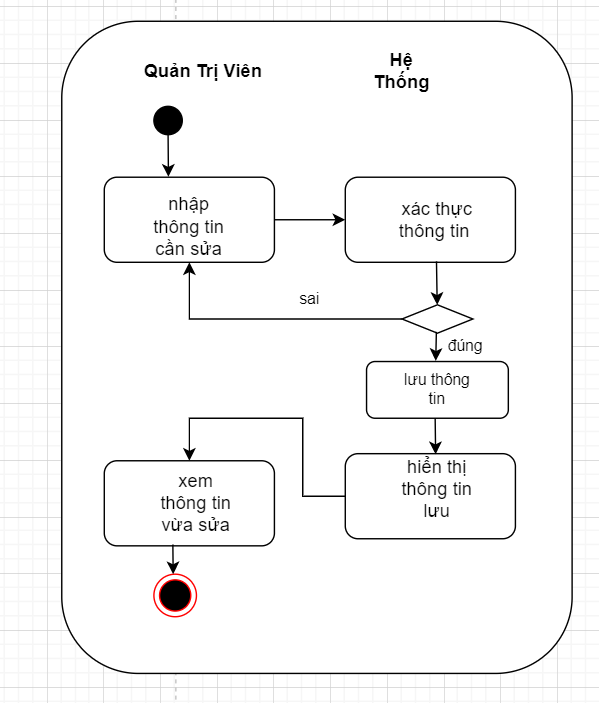 Quản Trị Viên
Hệ
Thống
nhập
thông tin
cần sửa
xác thực
thông tin
sai
đúng
lưu thông
tin
hiển thị
thông tin
lưu
xem
thông tin
vừa sửa